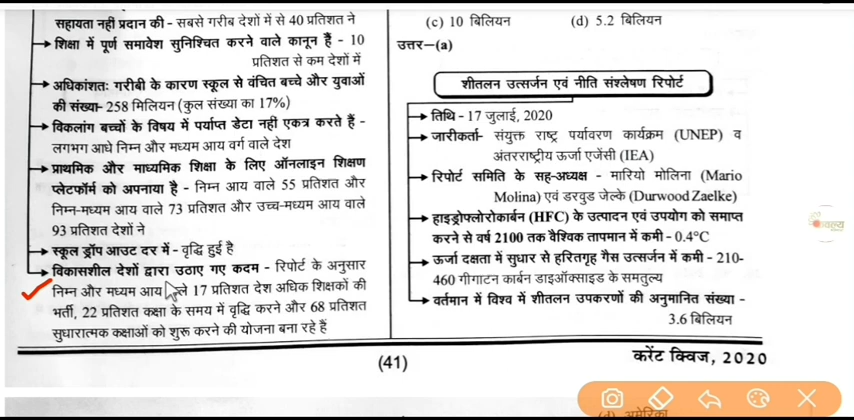 सहायता नही प्रदान की - सबसे गरीब देशों में से 40 प्रतिशत ने
शिक्षा में पूर्ण समावेश सुनिश्चित करने वाले कानून हैं - 10
प्रतिशत से कम देशों में
अधिकांशतः गरीबी के कारण स्कूल से वंचित बच्चे और युवाओं
की संख्या- 258 मिलियन (कुल संख्या का 17%)
विकलांग बच्चों के विषय में पर्याप्त डेटा नही एकत्र करते हैं -
लगभग आधे निम्न और मध्यम आय वर्ग वाले देश
प्राथमिक और माध्यमिक शिक्षा के लिए ऑनलाइन शिक्षण
प्लेटफॉर्म को अपनाया है - निम्न आय वाले 55 प्रतिशत और
निम्न-मध्यम आय वाले 73 प्रतिशत और उच्च-मध्यम आय वाले
93 प्रतिशत देशों ने
स्कूल ड्रॉप आउट दर में - वृद्धि हुई है
विकासशील देशों द्वारा उठाए गए कदम - रिपोर्ट के अनुसार
निम्न और मध्यम आय वाले 17 प्रतिशत देश अधिक शिक्षकों की
भर्ती, 22 प्रतिशत कक्षा के समय में वृद्धि करने और 68 प्रतिशत
सुधारात्मक कक्षाओं को शुरू करने की योजना बना रहे हैं
(c) 10 बिलियन (d) 5.2 बिलियन
उत्तर–(a)
शीतलन उत्सर्जन एवं नीति संश्लेषण रिपोर्ट
तिथि - 17 जुलाई, 2020
जारीकर्ता- संयुक्त राष्ट्र पर्यावरण कार्यक्रम (UNEP) व
अंतरराष्ट्रीय ऊर्जा एजेंसी (IEA)
रिपोर्ट समिति के सह-अध्यक्ष - मारियो मोलिना (Mario
Molina) एवं डरवुड जेल्के (Durwood Zaelke)
हाइड्रोफ्लोरोकार्बन (HFC) के उत्पादन एवं उपयोग को समाप्त
करने से वर्ष 2100 तक वैश्विक तापमान में कमी - 0.4°C
ऊर्जा दक्षता में सुधार से हरितगृह गैस उत्सर्जन में कमी - 210-
460 गीगाटन कार्बन डाइऑक्साइड के समतुल्य
वर्तमान में विश्व में शीतलन उपकरणों की अनुमानित संख्या -
3.6 बिलियन
(41)
करेंट क्विज, 2020
(d) अमेरिका